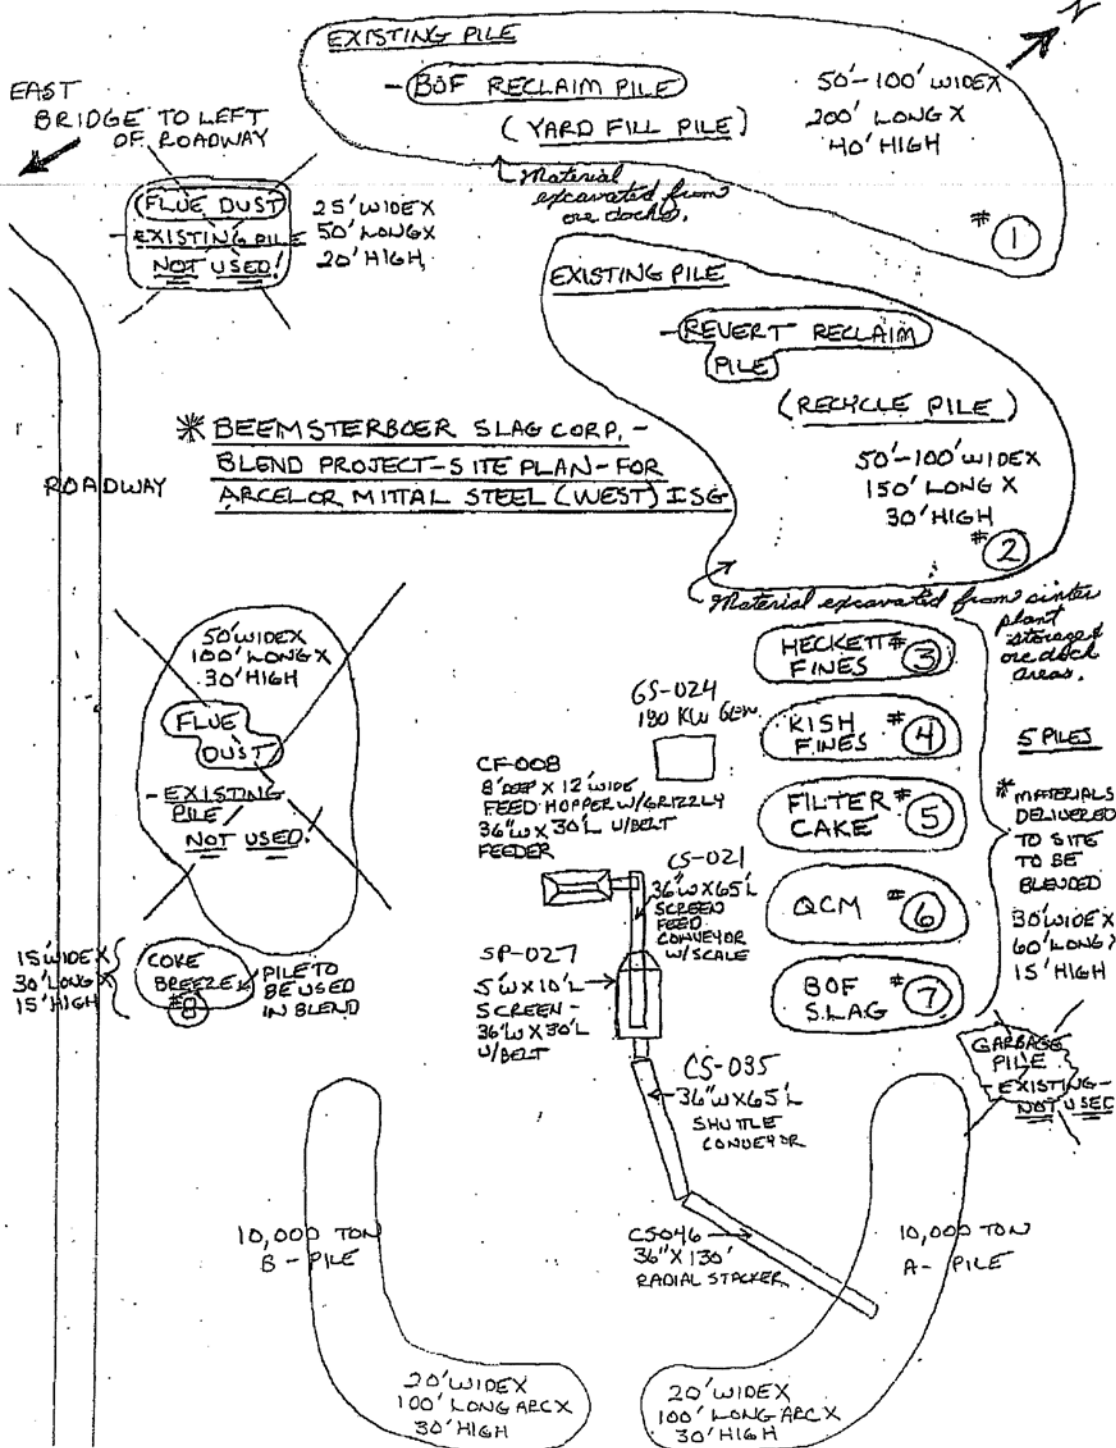 N
EXISTING PILE
- BOF RECLAIM PILE
(YARD FILL PILE)
50'-100' WIDE X
200' LONG X
40' HIGH
Material
excavated from
ore docks.
# 1
EAST
BRIDGE TO LEFT
OF ROADWAY
FLUE DUST
- EXISTING PILE
NOT USED!
25' WIDE X
50' LONG X
20' HIGH,
EXISTING PILE
- REVERT RECLAIM
PILE
(RECYCLE PILE)
50'-100' WIDE X
150' LONG X
30' HIGH
# 2
Material excavated from sinter
plant
storage &
ore dock
areas.
* BEEMSTERBOER SLAG CORP. -
BLEND PROJECT - SITE PLAN - FOR
ARCELOR MITTAL STEEL (WEST) ISG
ROADWAY
50' WIDE X
100' LONG X
30' HIGH
FLUE
DUST
- EXISTING
PILE!
NOT USED!
15' WIDE X
30' LONG X
15' HIGH
COKE
BREEZE
#8
PILE TO
BE USED
IN BLEND
GS-024
180 KW GEN.
CF-008
8' DEEP X 12' WIDE
FEED HOPPER W/GRIZZLY
36"W X 30'L U/BELT
FEEDER
CS-021
36"W X 65'L
SCREEN
FEED
CONVEYOR
W/SCALE
SP-027
5'W X 10'L
SCREEN -
36"W X 30'L
U/BELT
CS-035
36"W X 65'L
SHUTTLE
CONVEYOR
CS046
36" X 130'
RADIAL STACKER
HECKETT #3
FINES
KISH #4
FINES
FILTER #5
CAKE
QCM #6
BOF #7
SLAG
5 PILES
* MATERIALS
DELIVERED
TO SITE
TO BE
BLENDED
30' WIDE X
60' LONG X
15' HIGH
GARBAGE
PILE
- EXISTING -
NOT USED
10,000 TON
B - PILE
20' WIDE X
100' LONG ARC X
30' HIGH
10,000 TON
A - PILE
20' WIDE X
100' LONG ARC X
30' HIGH